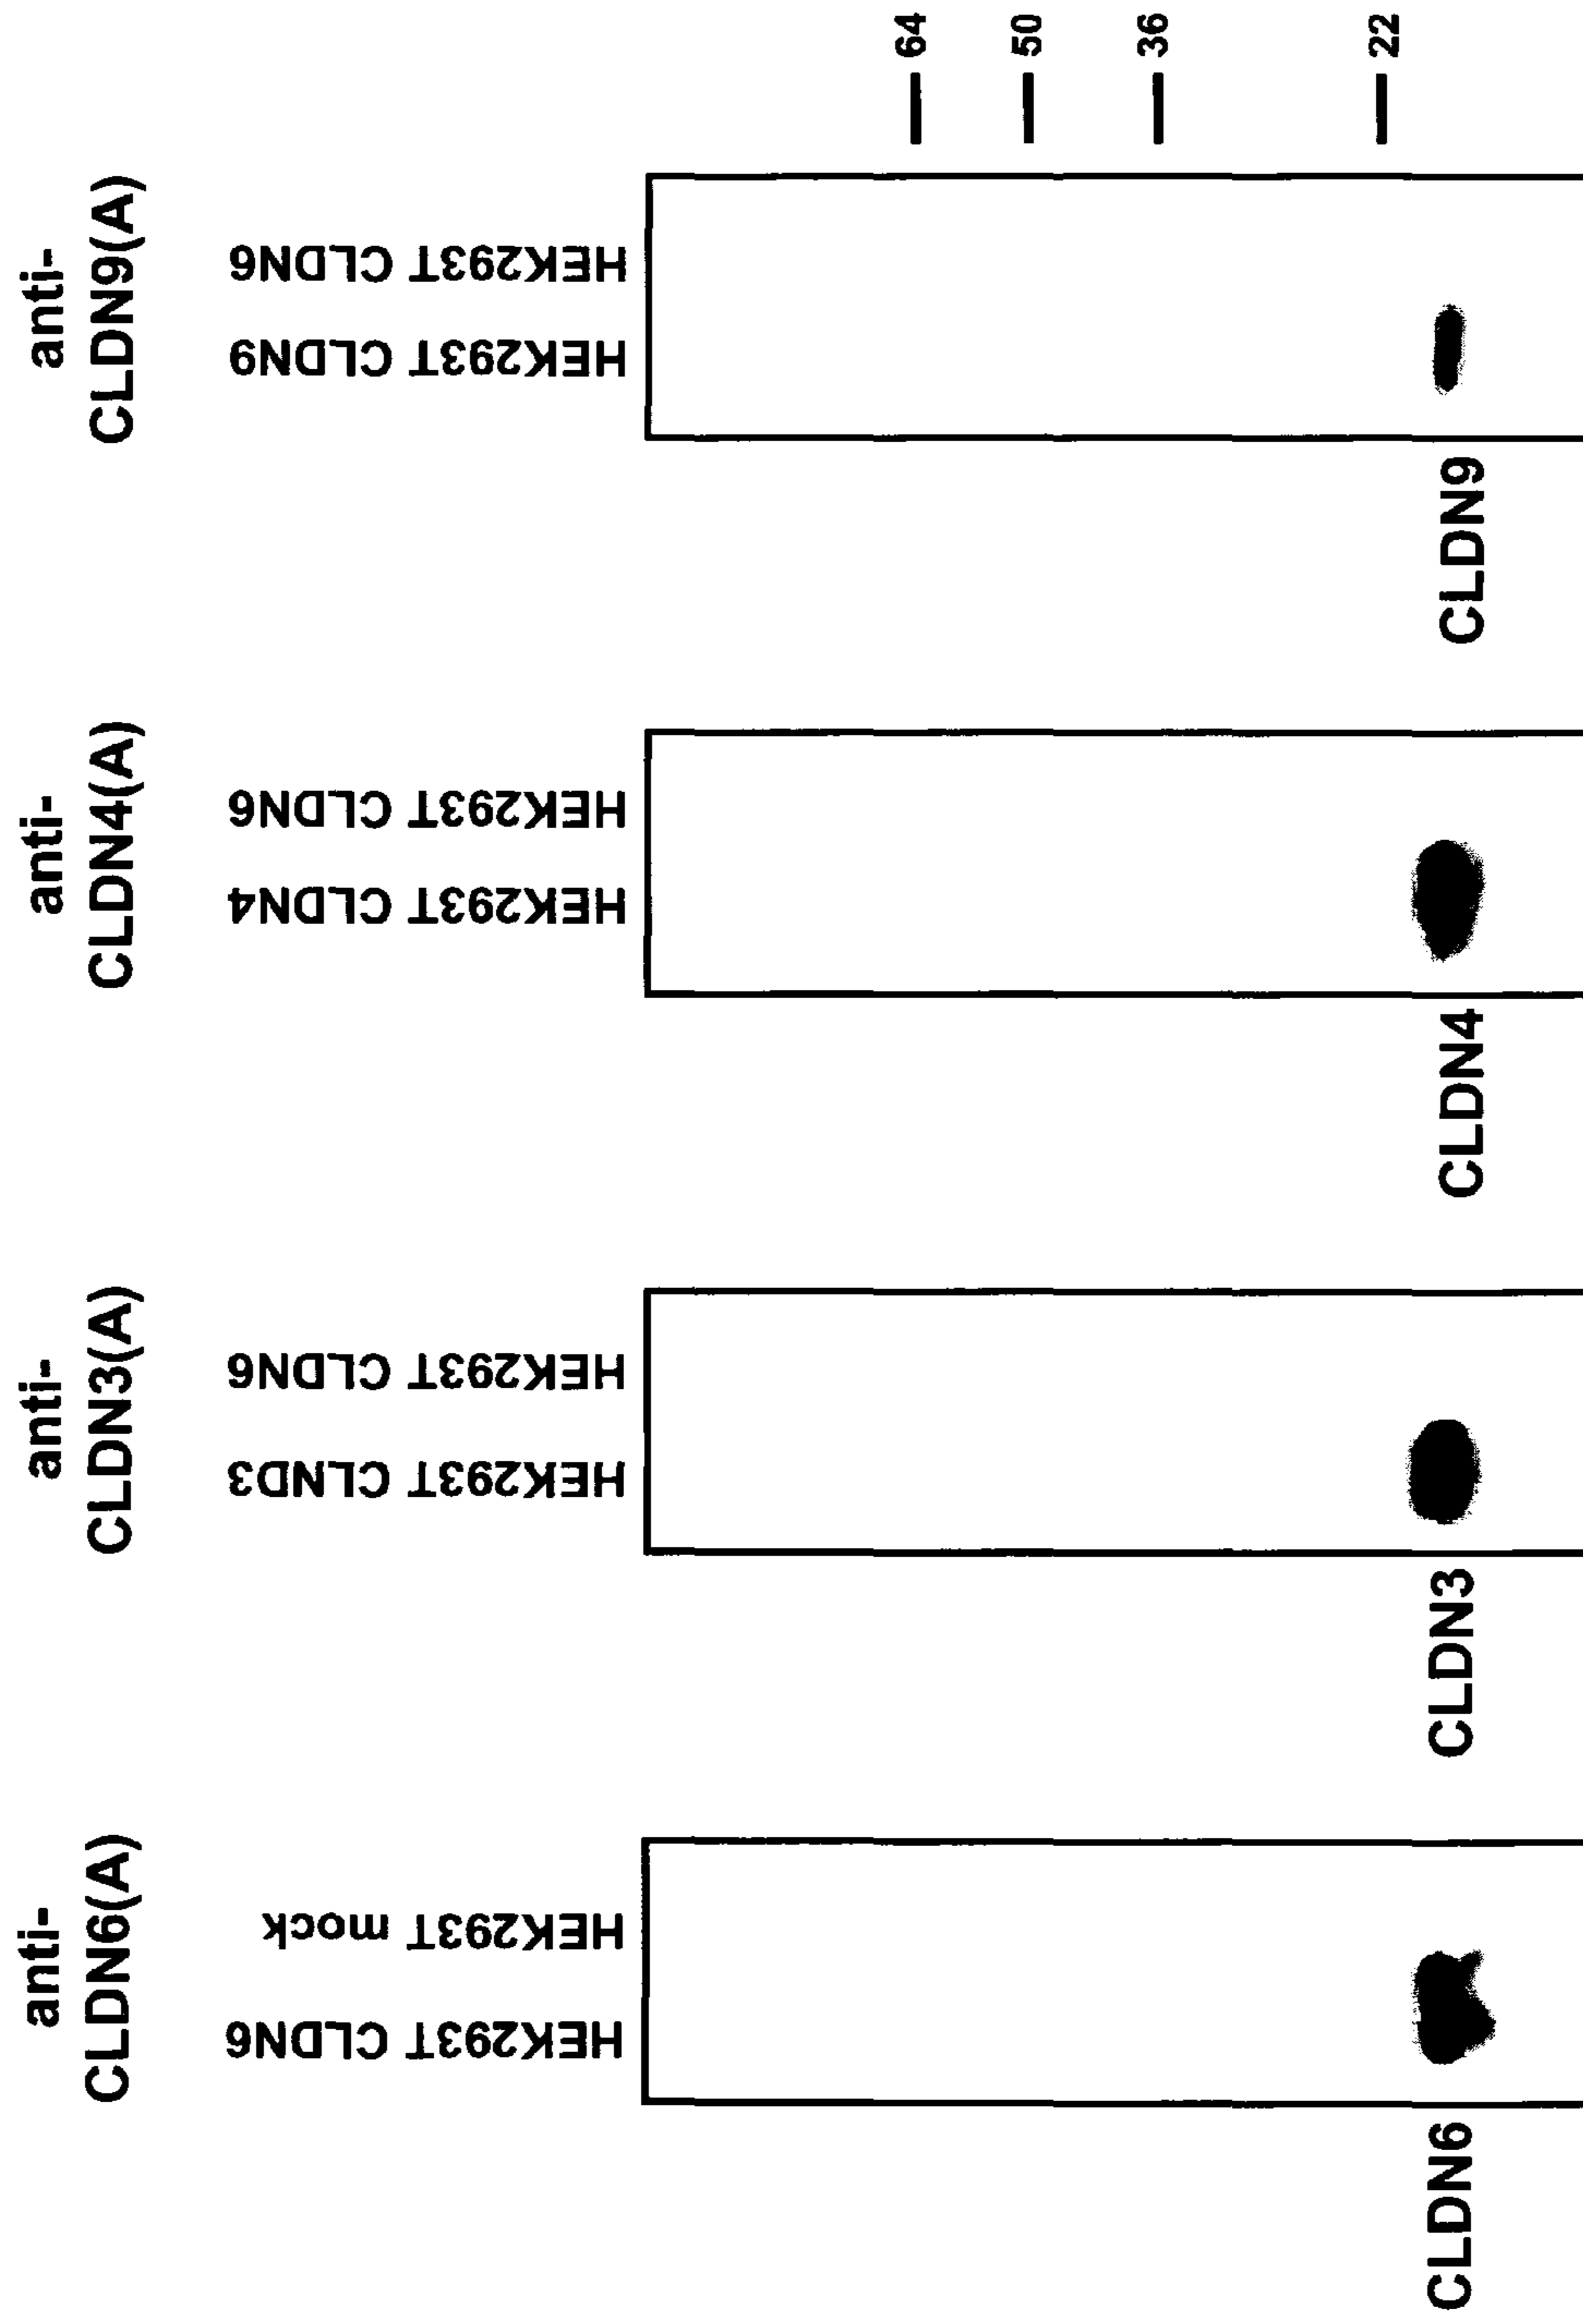 anti-
CLDN6(A)
HEK293T CLDN6
HEK293T mock
CLDN6
anti-
CLDN3(A)
HEK293T CLND3
HEK293T CLDN6
CLDN3
anti-
CLDN4(A)
HEK293T CLDN4
HEK293T CLDN6
CLDN4
anti-
CLDN9(A)
HEK293T CLDN9
HEK293T CLDN6
CLDN9
64
50
36
22